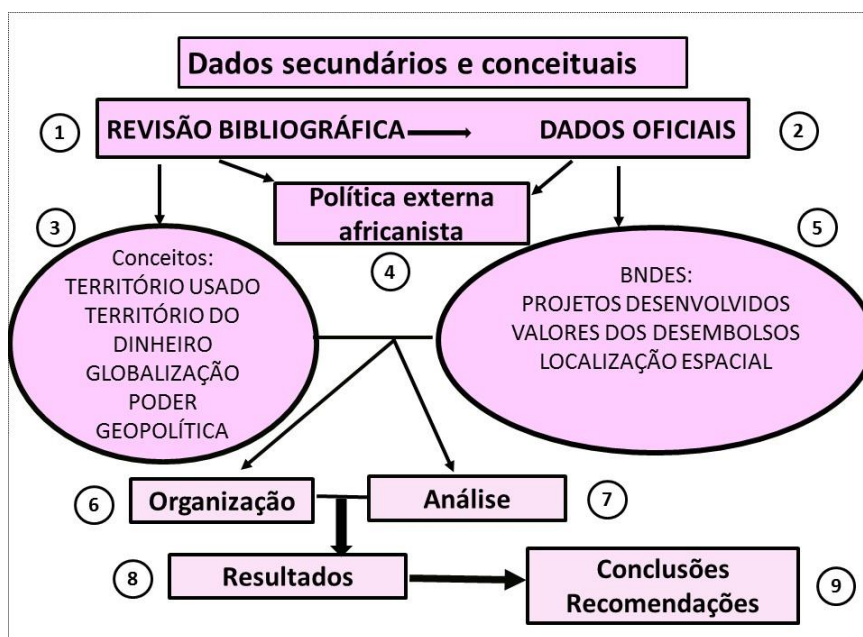 Dados secundários e conceituais
1 REVISÃO BIBLIOGRÁFICA DADOS OFICIAIS 2
Política externa
africanista
4
3
Conceitos:
TERRITÓRIO USADO
TERRITÓRIO DO
DINHEIRO
GLOBALIZAÇÃO
PODER
GEOPOLÍTICA
5
BNDES:
PROJETOS DESENVOLVIDOS
VALORES DOS DESEMBOLSOS
LOCALIZAÇÃO ESPACIAL
6 Organização Análise 7
8 Resultados
Conclusões
Recomendações
9